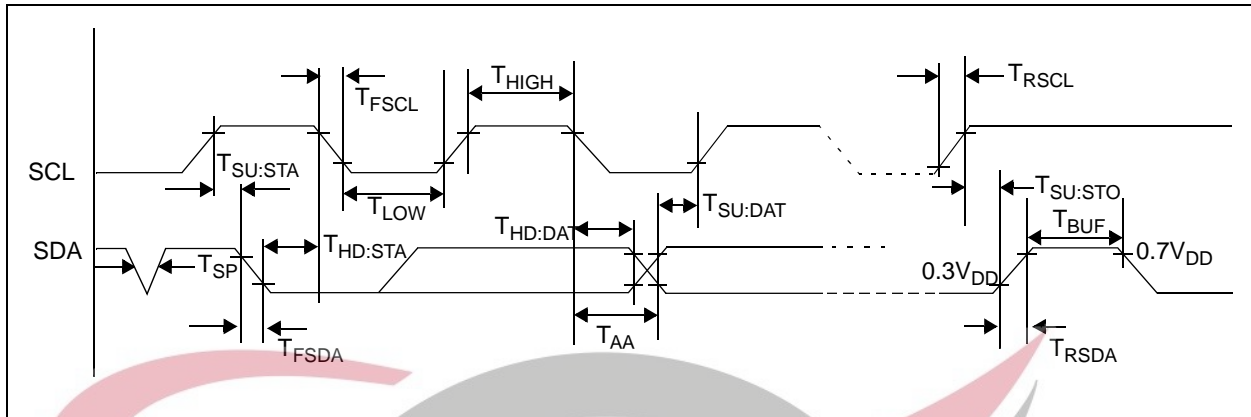 T_HIGH
T_RSCL
T_FSCL
SCL
T_SU:STA
T_LOW
T_SU:DAT
T_SU:STO
T_HD:DAT
T_BUF
SDA
T_HD:STA
T_SP
0.3V_DD
0.7V_DD
T_AA
T_FSDA
T_RSDA